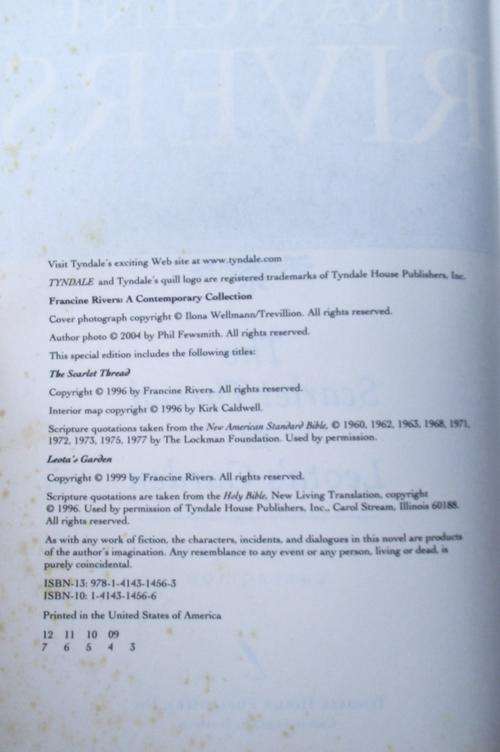 Visit Tyndale's exciting Web site at www.tyndale.com
TYNDALE and Tyndale's quill logo are registered trademarks of Tyndale House Publishers, Inc.
Francine Rivers: A Contemporary Collection
Cover photograph copyright © Ilona Wellmann/Trevillion. All rights reserved.
Author photo © 2004 by Phil Fewsmith. All rights reserved.
This special edition includes the following titles:
The Scarlet Thread
Copyright © 1996 by Francine Rivers. All rights reserved.
Interior map copyright © 1996 by Kirk Caldwell.
Scripture quotations taken from the New American Standard Bible, © 1960, 1962, 1963, 1968, 1971,
1972, 1973, 1975, 1977 by The Lockman Foundation. Used by permission.
Leota's Garden
Copyright © 1999 by Francine Rivers. All rights reserved.
Scripture quotations are taken from the Holy Bible, New Living Translation, copyright
© 1996. Used by permission of Tyndale House Publishers, Inc., Carol Stream, Illinois 60188.
All rights reserved.
As with any work of fiction, the characters, incidents, and dialogues in this novel are products
of the author's imagination. Any resemblance to any event or any person, living or dead, is
purely coincidental.
ISBN-13: 978-1-4143-1456-3
ISBN-10: 1-4143-1456-6
Printed in the United States of America
12 11 10 09
7 6 5 4 3